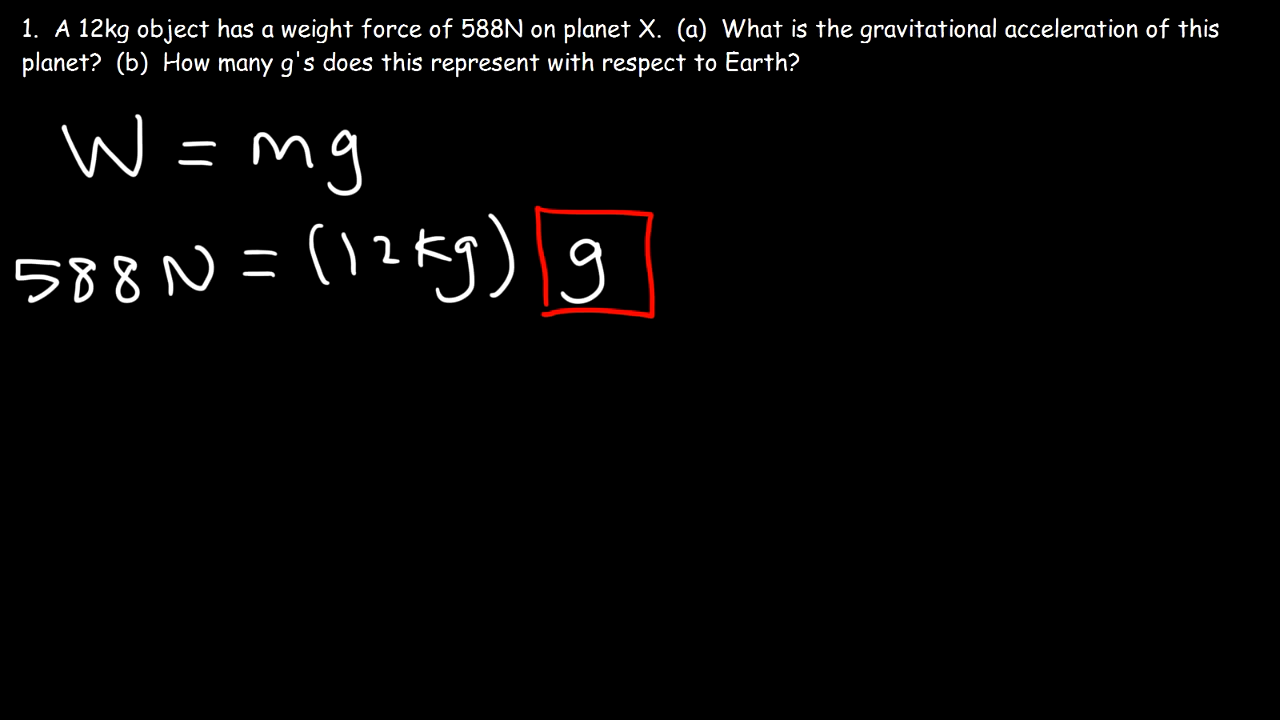 1.  A 12kg object has a weight force of 588N on planet X.  (a)  What is the gravitational acceleration of this
planet?  (b)  How many g's does this represent with respect to Earth?
W = mg
588N = (12kg) g